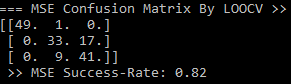 === MSE Confusion Matrix By LOOCV >>
[[49. 1. 0.]
[ 0. 33. 17.]
[ 0. 9. 41.]]
>> MSE Success-Rate: 0.82